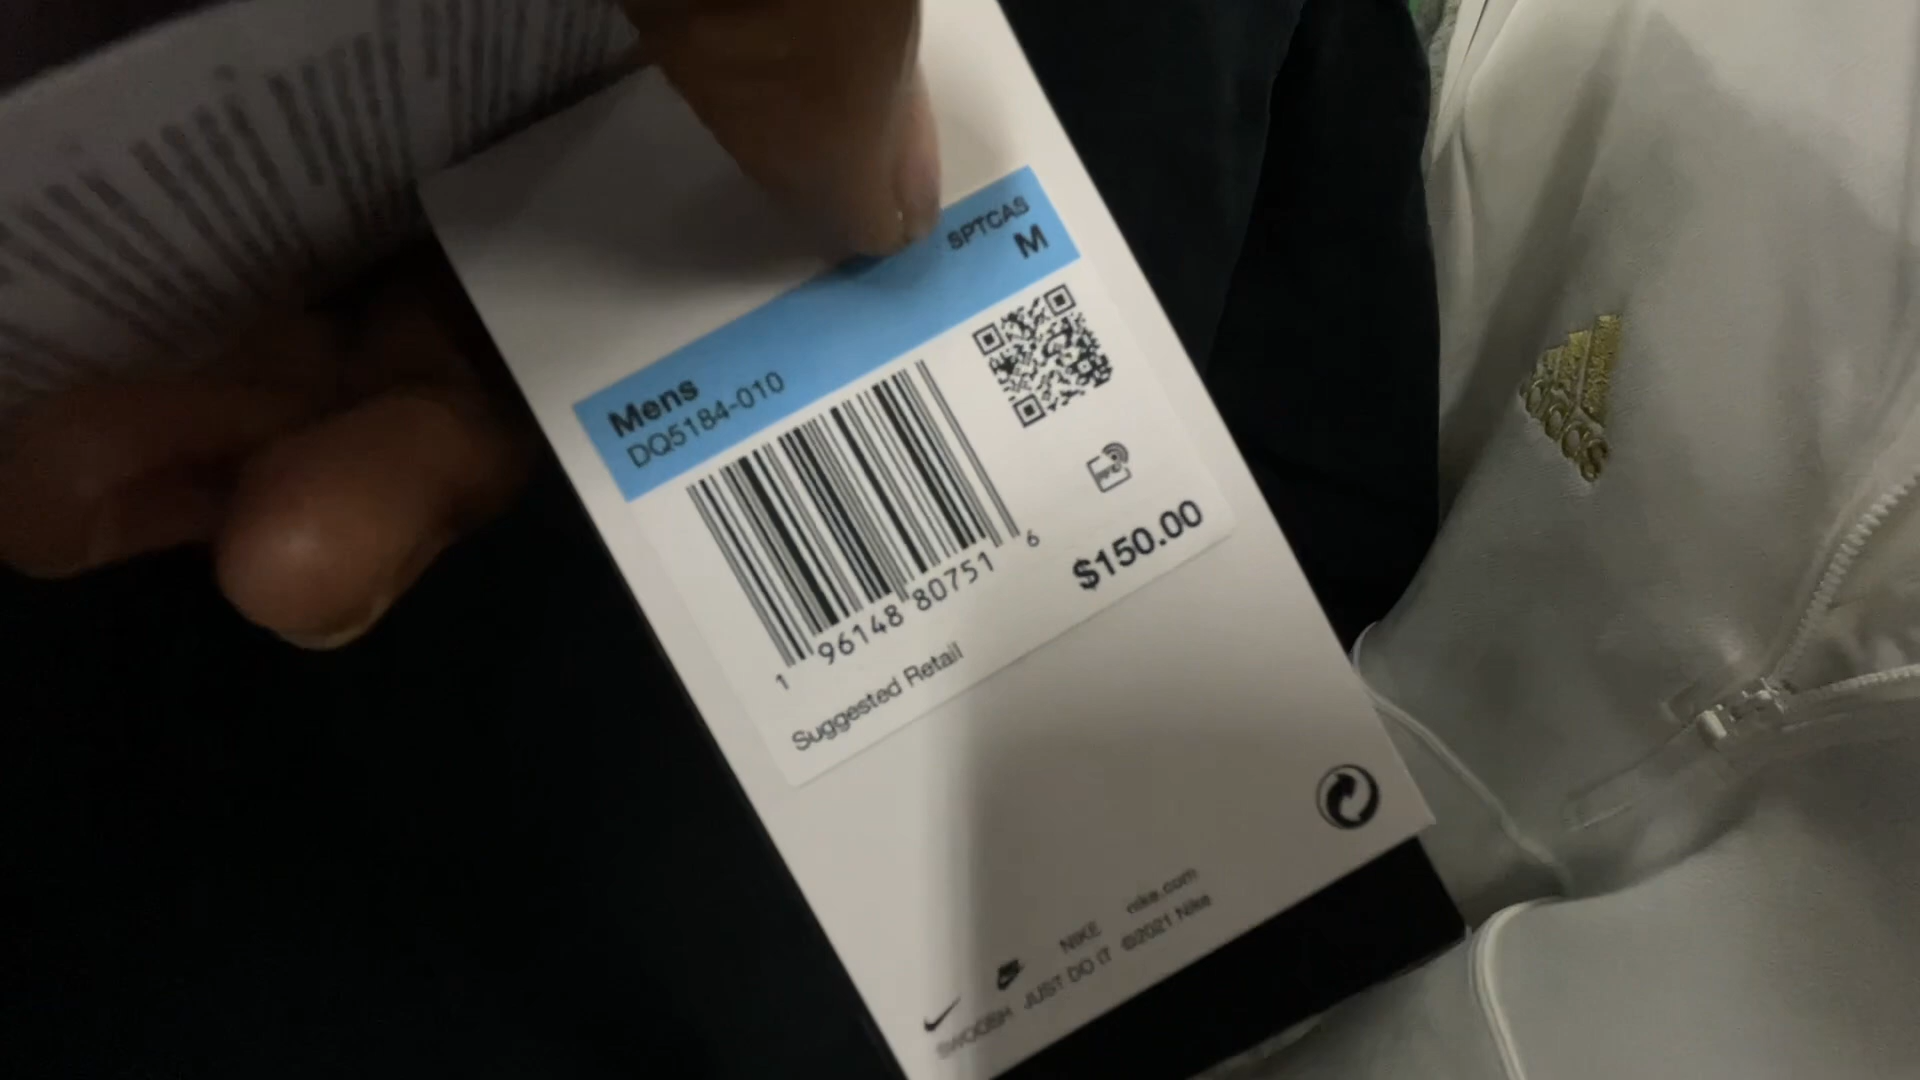 SPTCAS
M
Mens
DQ5184-010
1 96148 80751 6
$150.00
Suggested Retail
NIKE nike.com
SWOOSH JUST DO IT ©2021 Nike
adidas